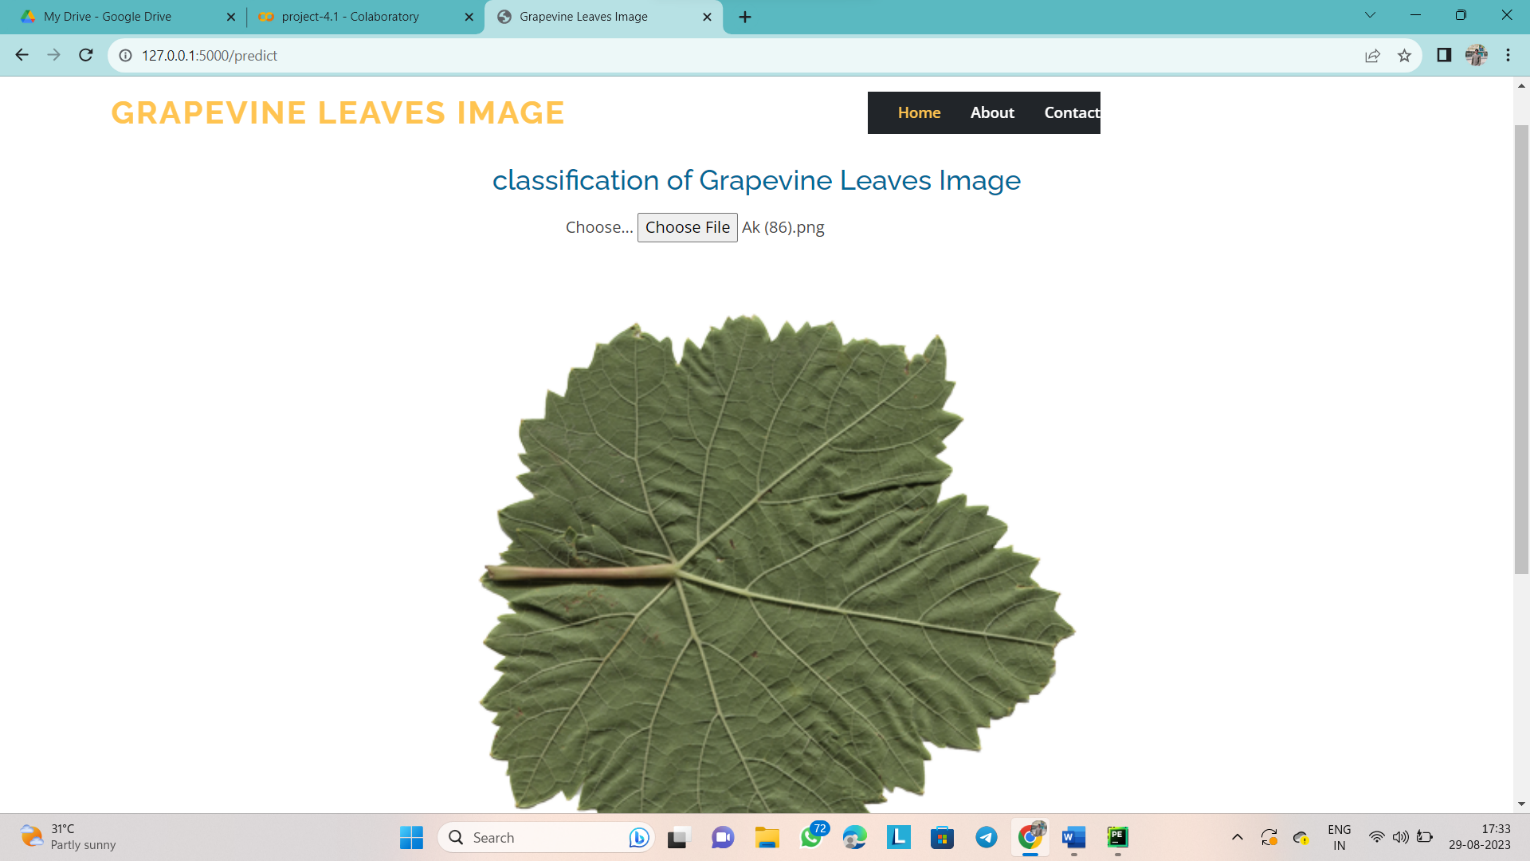 My Drive - Google Drive
project-4.1 - Colaboratory
Grapevine Leaves Image
127.0.0.1:5000/predict
GRAPEVINE LEAVES IMAGE
Home About Contact
classification of Grapevine Leaves Image
Choose... Choose File Ak (86).png
31°C
Partly sunny
Search
72
L
W
PE
ENG
IN
17:33
29-08-2023